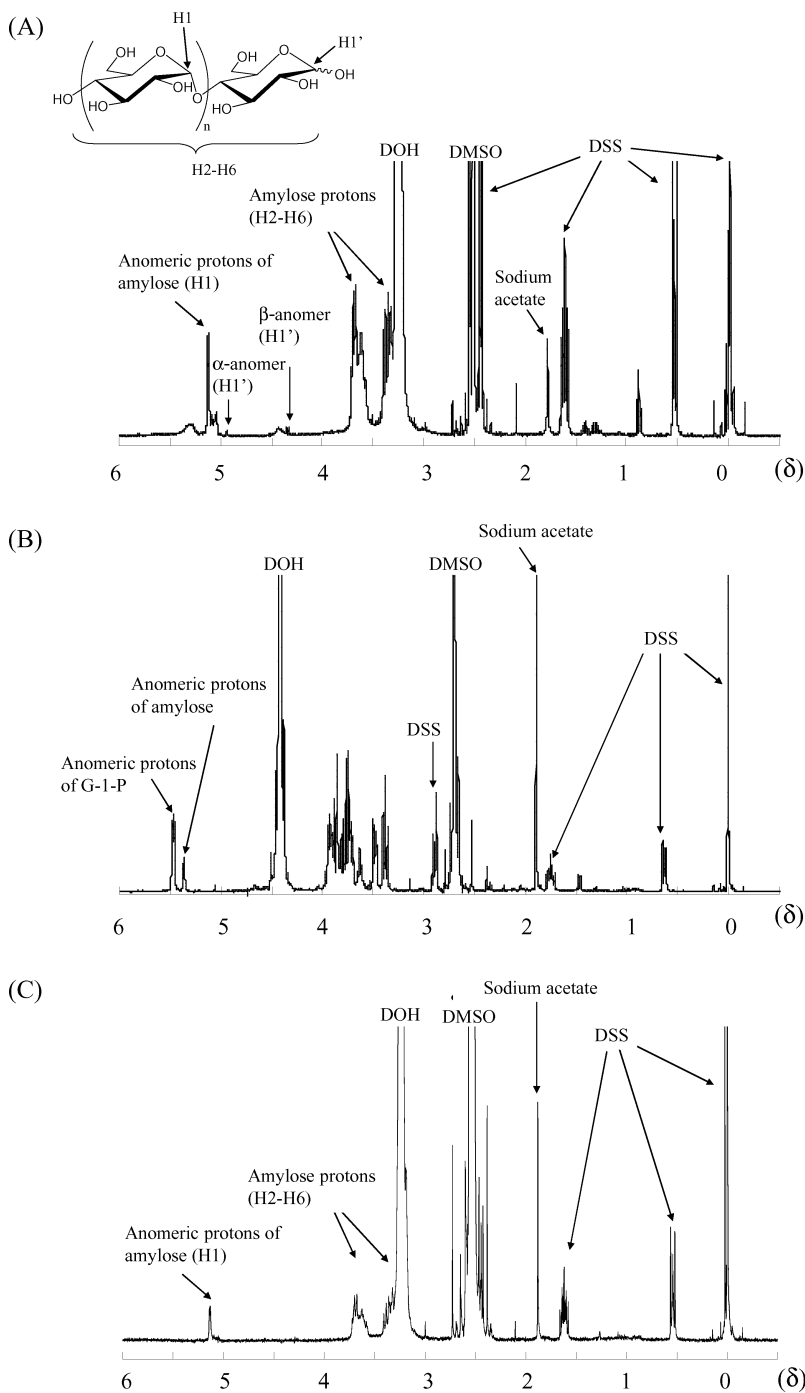 (A)
H1
H1’
OH
O
OH
O
HO
HO
OH
O
HO
OH
OH
n
H2-H6
DOH
DMSO
DSS
Amylose protons
(H2-H6)
Anomeric protons of
amylose (H1)
Sodium
acetate
β-anomer
(H1’)
α-anomer
(H1’)
6 5 4 3 2 1 0 (δ)
(B)
Sodium acetate
DOH
DMSO
DSS
Anomeric protons
of amylose
DSS
Anomeric protons
of G-1-P
6 5 4 3 2 1 0 (δ)
(C)
Sodium acetate
DOH
DMSO
DSS
Amylose protons
(H2-H6)
Anomeric protons of
amylose (H1)
6 5 4 3 2 1 0 (δ)